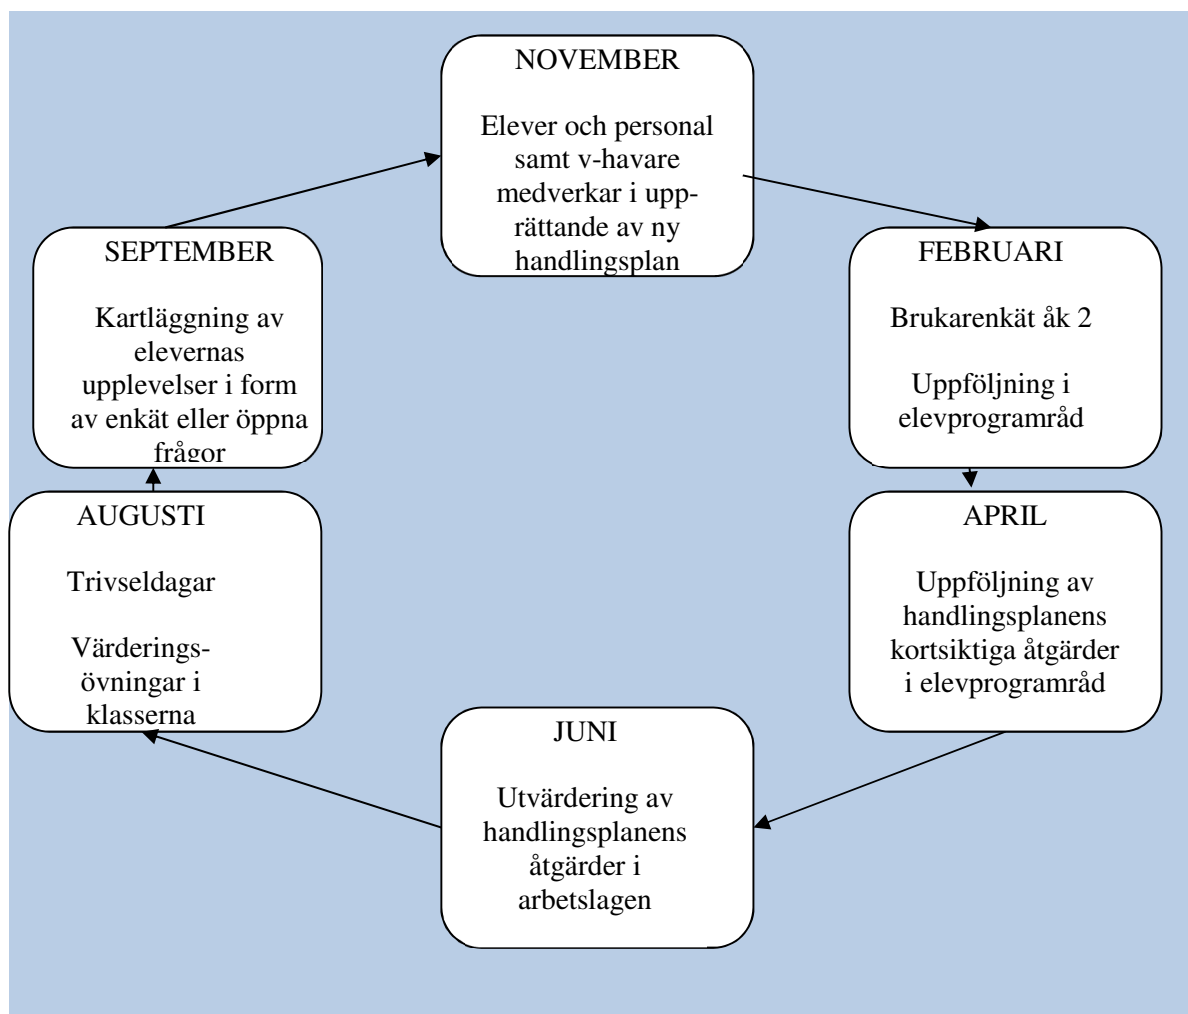 NOVEMBER
Elever och personal
samt v-havare
medverkar i upp-
rättande av ny
handlingsplan
SEPTEMBER
Kartläggning av
elevernas
upplevelser i form
av enkät eller öppna
frågor
FEBRUARI
Brukarenkät åk 2
Uppföljning i
elevprogramråd
AUGUSTI
Trivseldagar
Värderings-
övningar i
klasserna
APRIL
Uppföljning av
handlingsplanens
kortsiktiga åtgärder
i elevprogramråd
JUNI
Utvärdering av
handlingsplanens
åtgärder i
arbetslagen